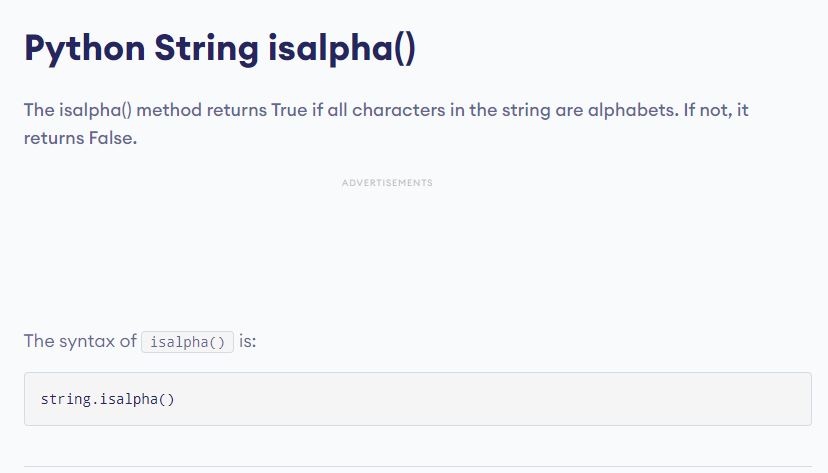 Python String isalpha()
The isalpha() method returns True if all characters in the string are alphabets. If not, it
returns False.
ADVERTISEMENTS
The syntax of isalpha() is:
string.isalpha()